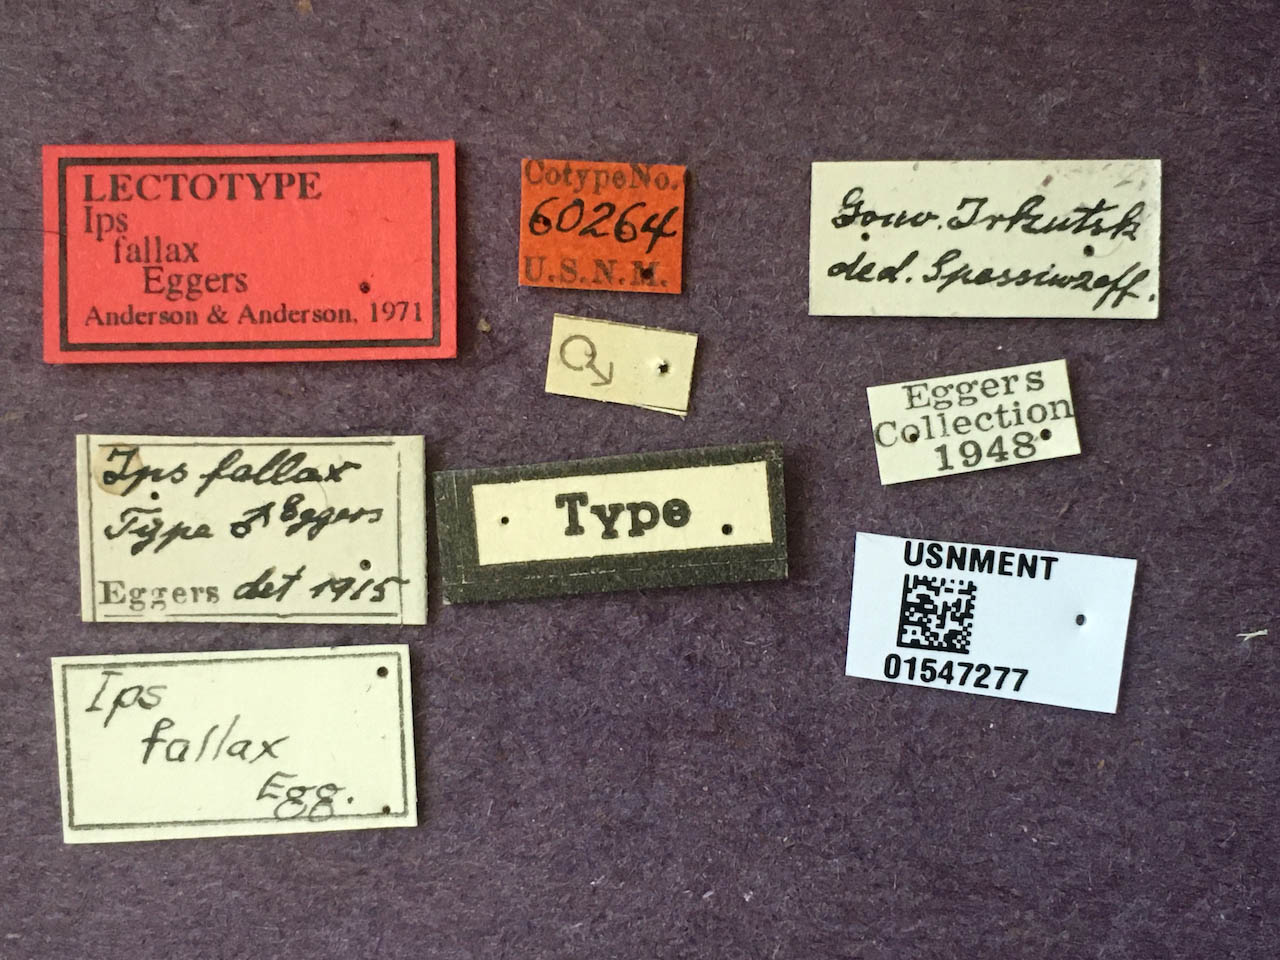 LECTOTYPE
Ips
fallax
Eggers
Anderson & Anderson, 1971
Cotype No.
60264
U.S.N.M.
Gouv. Irkutsk
ded. Spessiwzeff.
♂
Eggers
Collection
1948
Ips fallax
Type ♂ Eggers
Eggers det 1915
Type
USNMENT
01547277
Ips
fallax
Egg.